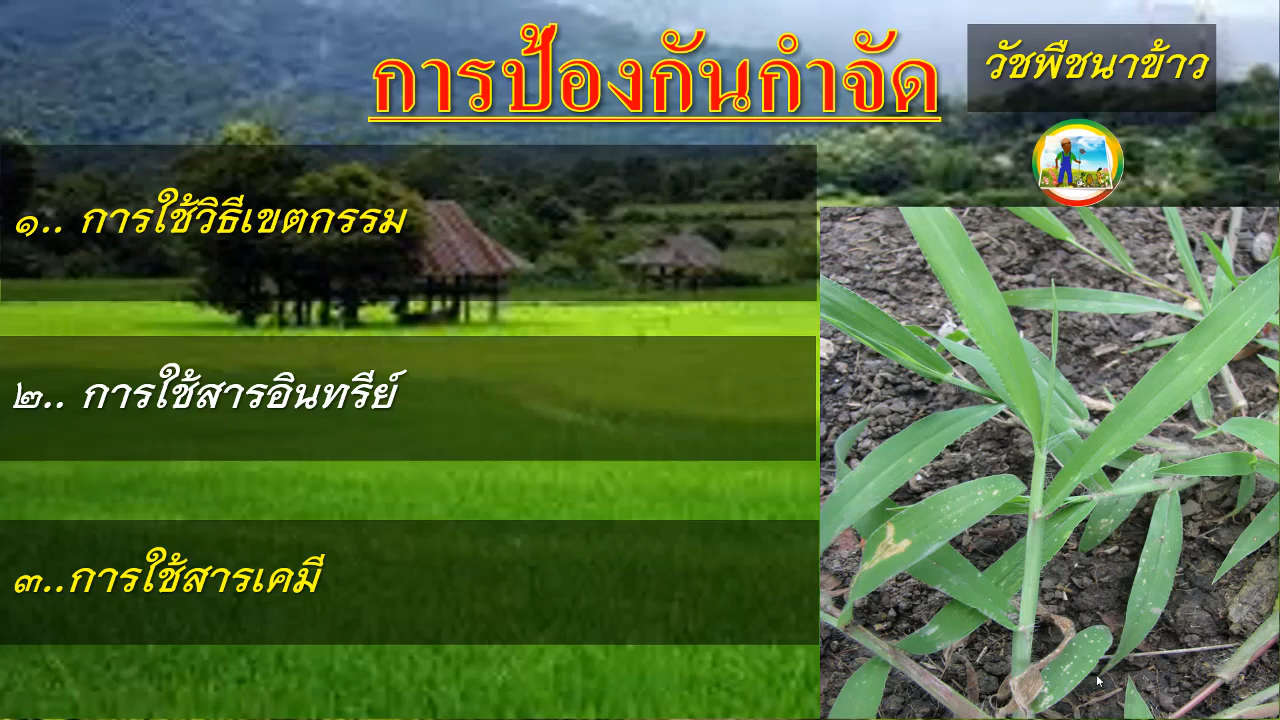 การป้องกันกำจัด
วัชพืชนาข้าว
๑.. การใช้วิธีเขตกรรม
๒.. การใช้สารอินทรีย์
๓..การใช้สารเคมี